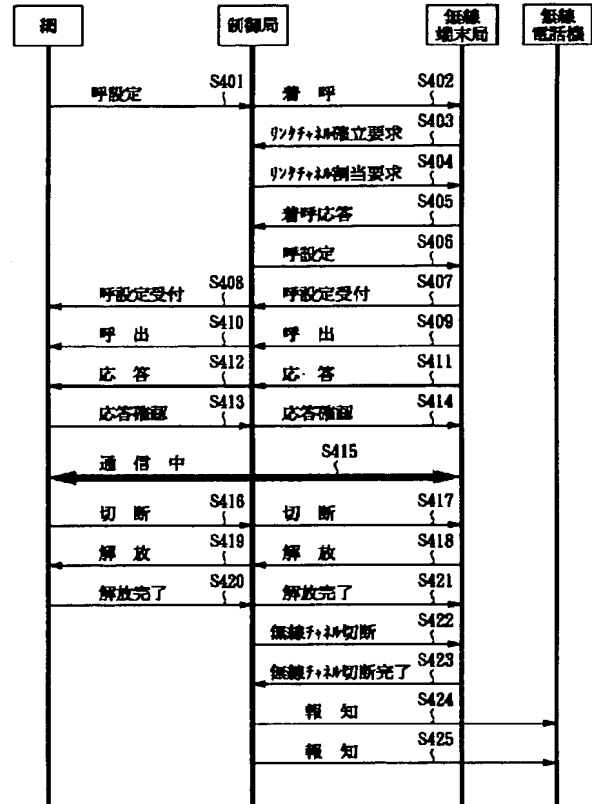 網 制御局 無線端末局 無線電話機
S401 S402
呼設定 着 呼
S403
リンクチャネル確立要求
S404
リンクチャネル割当要求
S405
着呼応答
S406
呼設定
S408 S407
呼設定受付 呼設定受付
S410 S409
呼 出 呼 出
S412 S411
応 答 応 答
S413 S414
応答確認 応答確認
S415
通 信 中
S416 S417
切 断 切 断
S419 S418
解 放 解 放
S420 S421
解放完了 解放完了
S422
無線チャネル切断
S423
無線チャネル切断完了
S424
報 知
S425
報 知